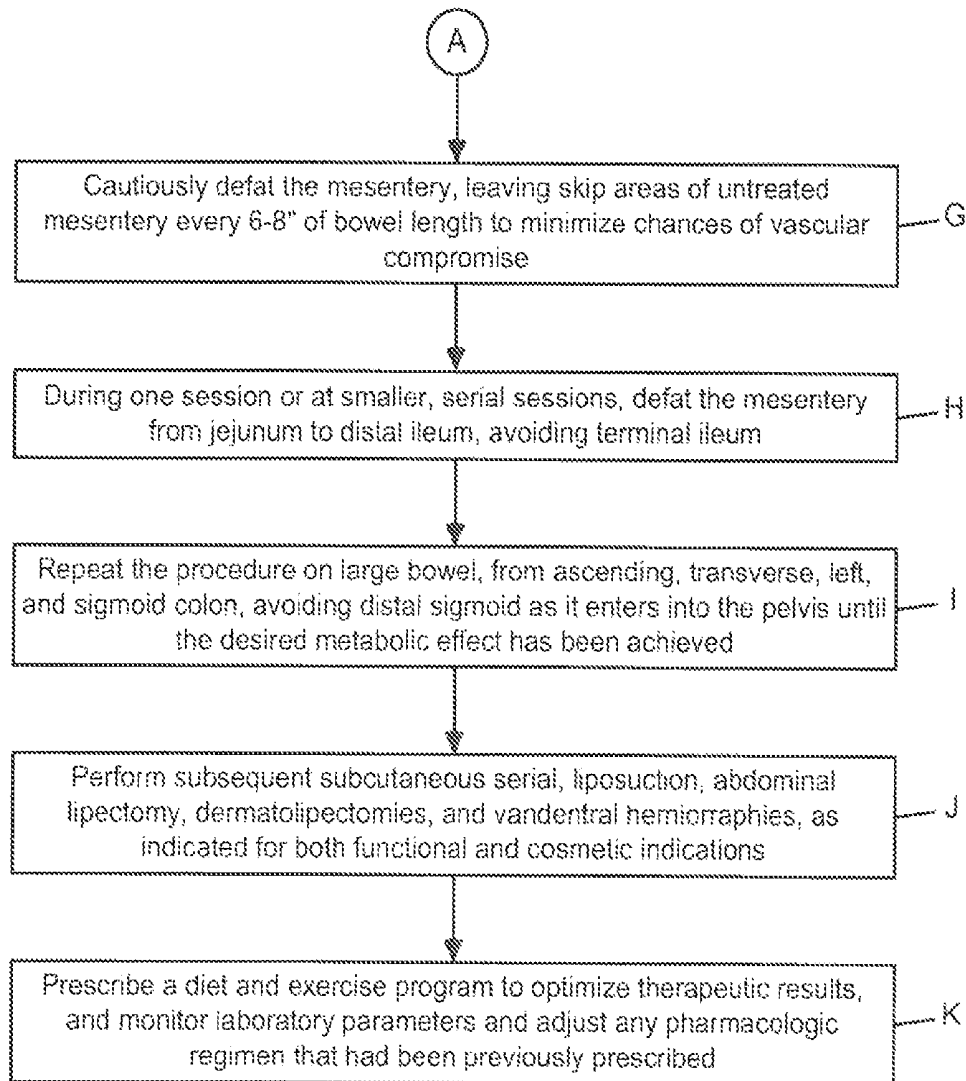 A
Cautiously defat the mesentery, leaving skip areas of untreated
mesentery every 6-8" of bowel length to minimize chances of vascular
compromise
G
During one session or at smaller, serial sessions, defat the mesentery
from jejunum to distal ileum, avoiding terminal ileum
H
Repeat the procedure on large bowel, from ascending, transverse, left,
and sigmoid colon, avoiding distal sigmoid as it enters into the pelvis until
the desired metabolic effect has been achieved
I
Perform subsequent subcutaneous serial, liposuction, abdominal
lipectomy, dermatolipectomies, and vandentral herniorraphies, as
indicated for both functional and cosmetic indications
J
Prescribe a diet and exercise program to optimize therapeutic results,
and monitor laboratory parameters and adjust any pharmacologic
regimen that had been previously prescribed
K